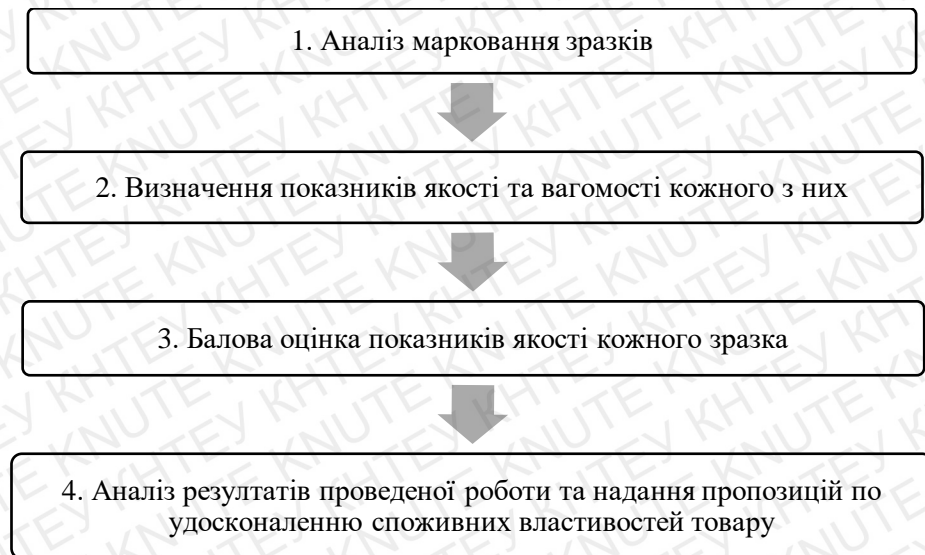 1. Аналіз марковання зразків
2. Визначення показників якості та вагомості кожного з них
3. Балова оцінка показників якості кожного зразка
4. Аналіз результатів проведеної роботи та надання пропозицій по
удосконаленню споживних властивостей товару